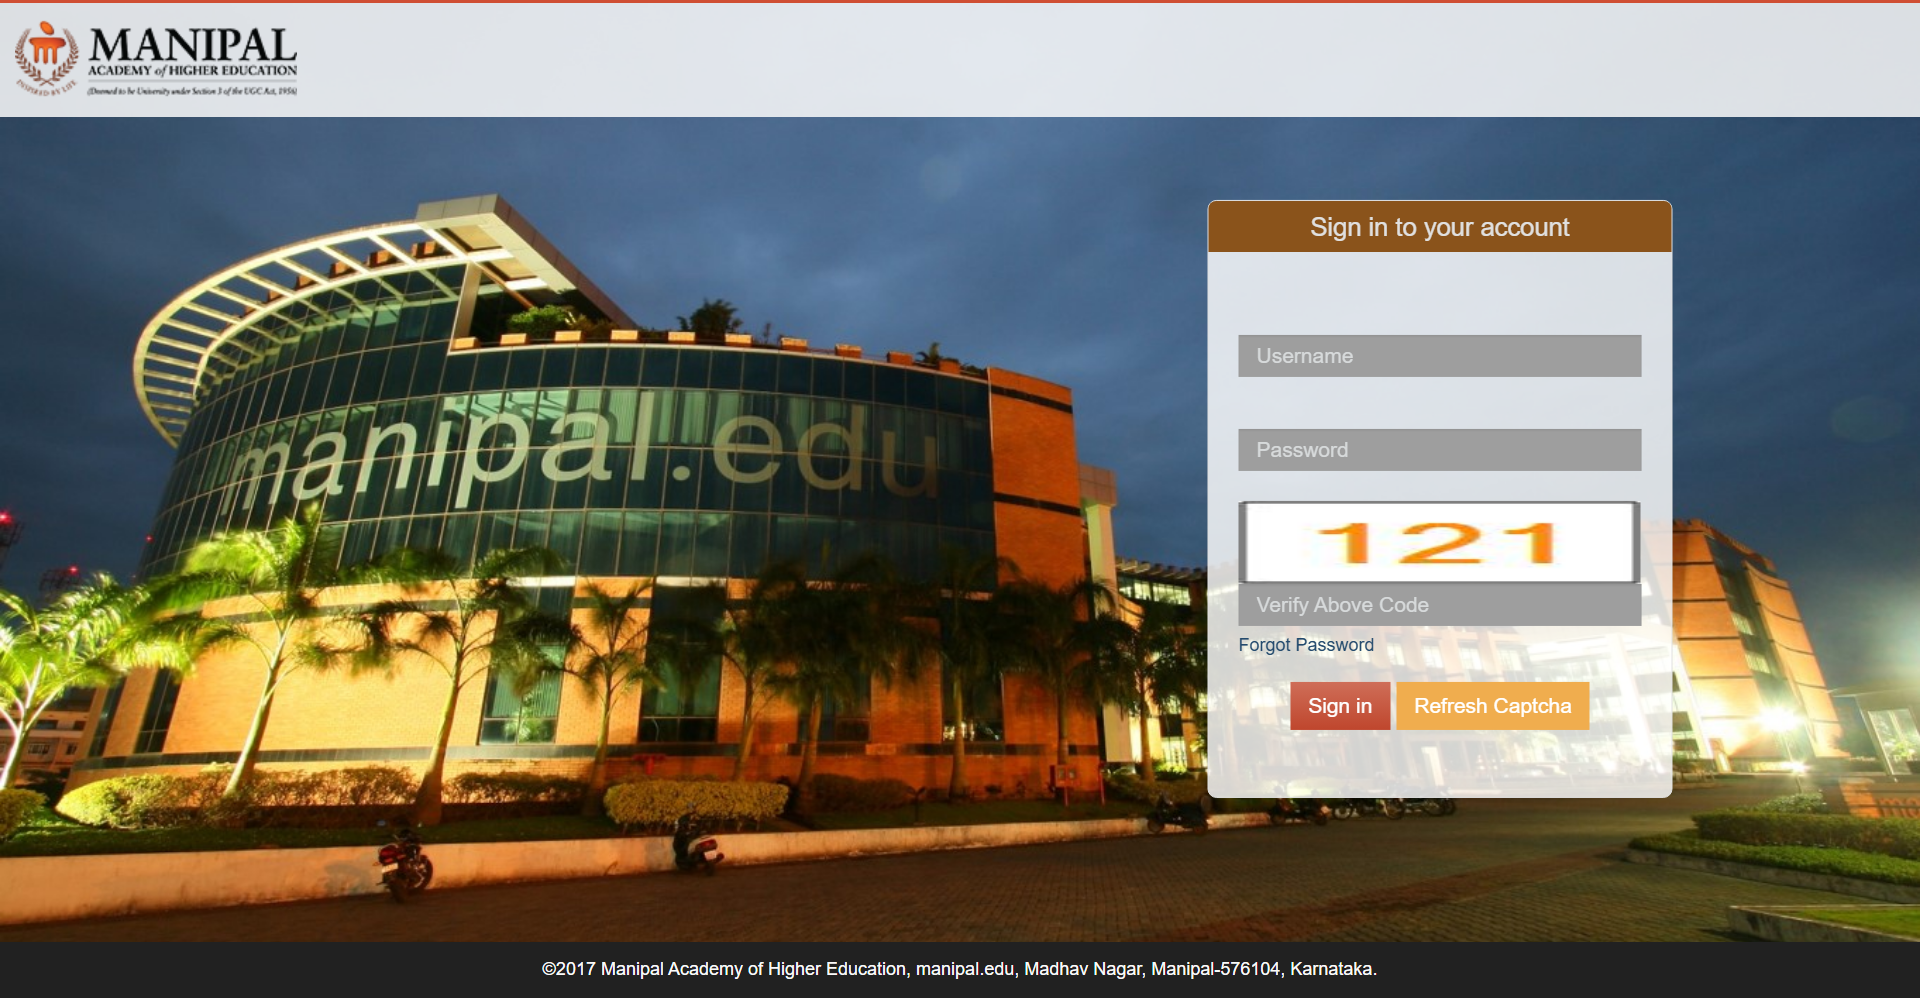 MANIPAL
ACADEMY of HIGHER EDUCATION
(Deemed to be University under Section 3 of the UGC Act, 1956)
INSPIRED BY LIFE
Sign in to your account
manipal.edu
Username
Password
121
Verify Above Code
Forgot Password
Sign in
Refresh Captcha
©2017 Manipal Academy of Higher Education, manipal.edu, Madhav Nagar, Manipal-576104, Karnataka.